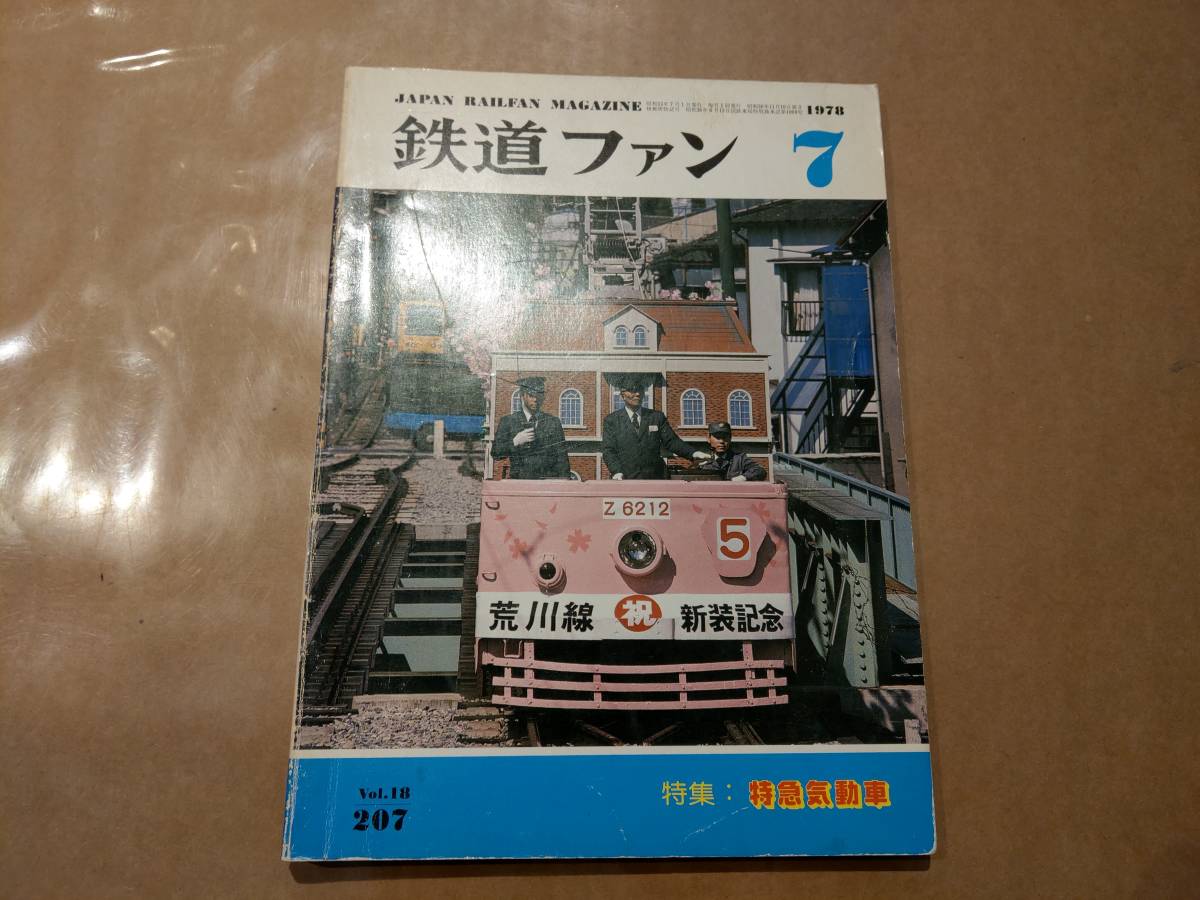 JAPAN RAILFAN MAGAZINE
1978
鉄道ファン 7
Z 6212
5
荒川線 祝 新装記念
特集: 特急気動車
Vol.18
207